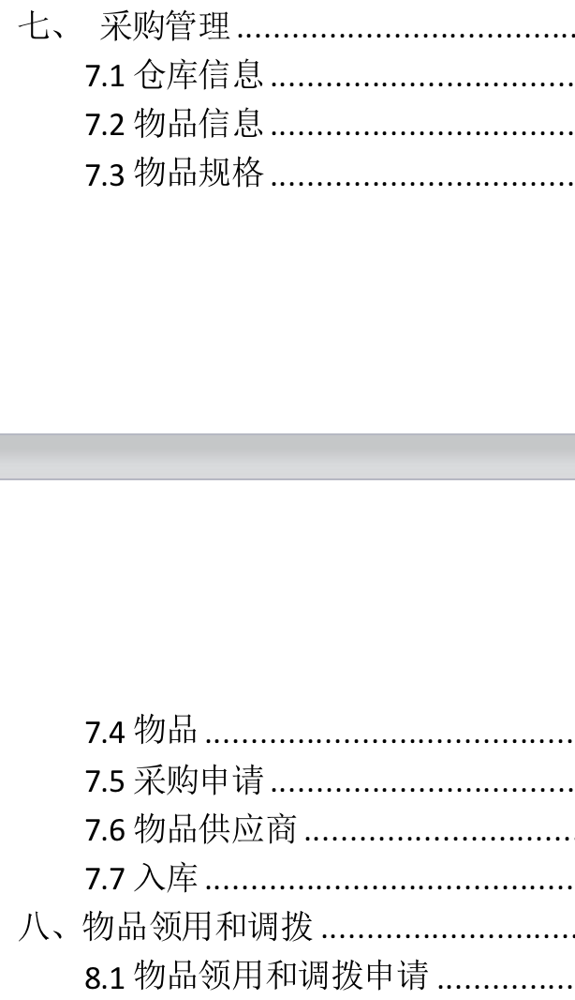 七、 采购管理......................................
7.1 仓库信息..................................
7.2 物品信息..................................
7.3 物品规格..................................
7.4 物品.........................................
7.5 采购申请..................................
7.6 物品供应商..............................
7.7 入库.........................................
八、物品领用和调拨............................
8.1 物品领用和调拨申请...............